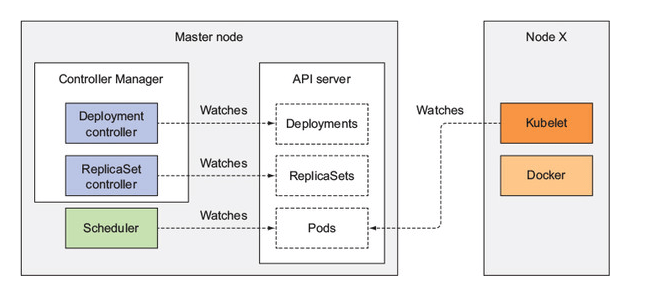 Master node
Node X
Controller Manager
API server
Deployment
controller
Watches
Deployments
Watches
Kubelet
ReplicaSet
controller
Watches
ReplicaSets
Docker
Scheduler
Watches
Pods